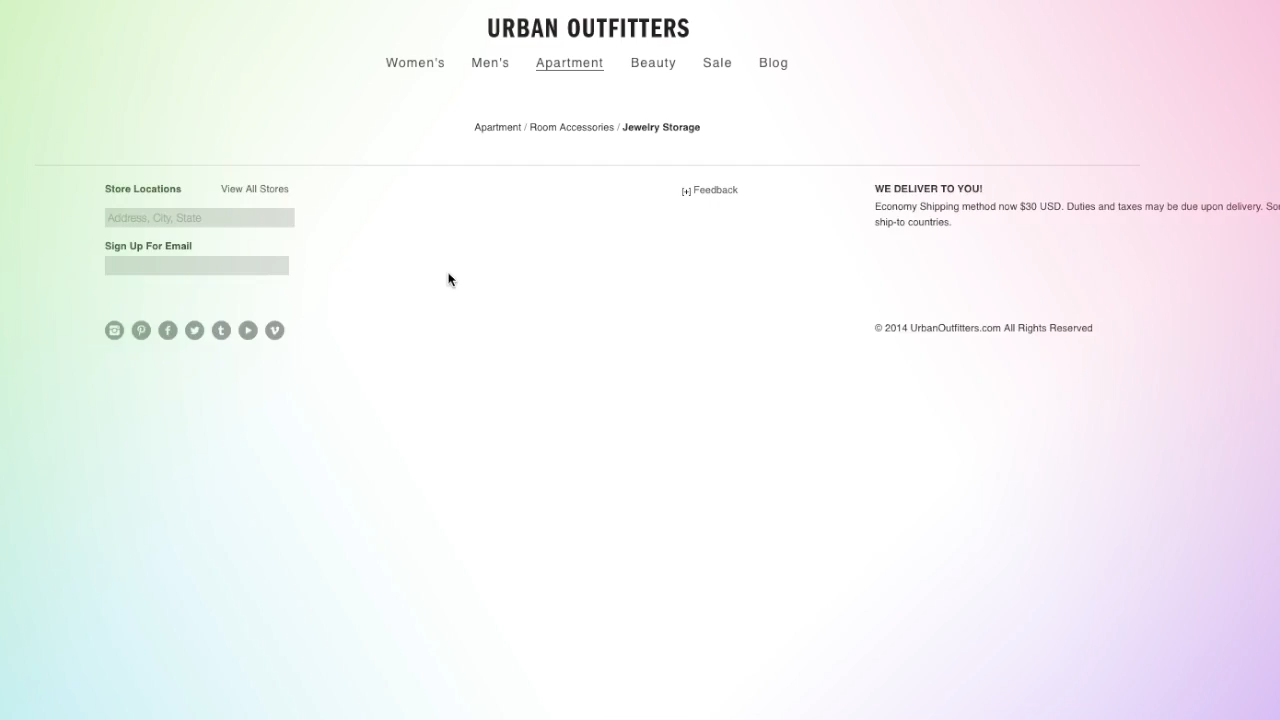 URBAN OUTFITTERS
Women's Men's Apartment Beauty Sale Blog
Apartment / Room Accessories / Jewelry Storage
Store Locations View All Stores
Address, City, State
Sign Up For Email
[+] Feedback
WE DELIVER TO YOU!
Economy Shipping method now $30 USD. Duties and taxes may be due upon delivery.
ship-to countries.
© 2014 UrbanOutfitters.com All Rights Reserved